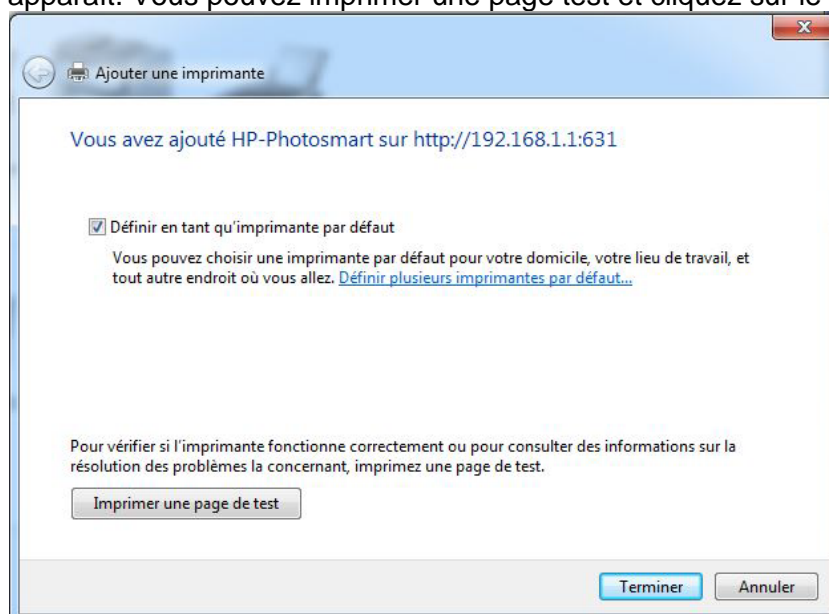 apparaît. Vous pouvez imprimer une page test et cliquez sur le
Ajouter une imprimante
Vous avez ajouté HP-Photosmart sur http://192.168.1.1:631
Définir en tant qu'imprimante par défaut
Vous pouvez choisir une imprimante par défaut pour votre domicile, votre lieu de travail, et
tout autre endroit où vous allez. Définir plusieurs imprimantes par défaut...
Pour vérifier si l'imprimante fonctionne correctement ou pour consulter des informations sur la
résolution des problèmes la concernant, imprimez une page de test.
Imprimer une page de test
Terminer Annuler